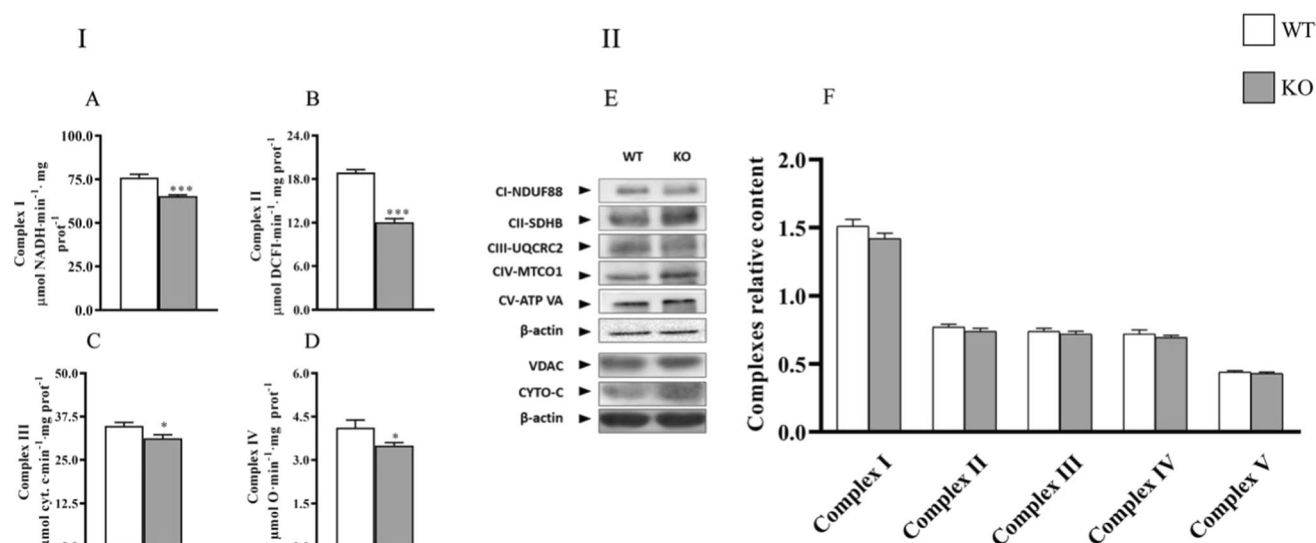 I
II
WT
KO
A
B
E
F
100.0
75.0
50.0
25.0
0.0
Complex I
µmol NADH·min⁻¹· mg
prot⁻¹
***
24.0
18.0
12.0
6.0
0.0
Complex II
µmol DCFI·min⁻¹· mg prot⁻¹
***
C
D
50.0
37.5
25.0
12.5
Complex III
mol cyt. c·min⁻¹·mg prot⁻¹
*
6.0
4.5
3.0
1.5
Complex IV
µmol O·min⁻¹·mg prot⁻¹
*
WT KO
CI-NDUF88
CII-SDHB
CIII-UQCRC2
CIV-MTCO1
CV-ATP VA
β-actin
VDAC
CYTO-C
β-actin
Complexes relative content
2.0
1.5
1.0
0.5
0.0
Complex I
Complex II
Complex III
Complex IV
Complex V